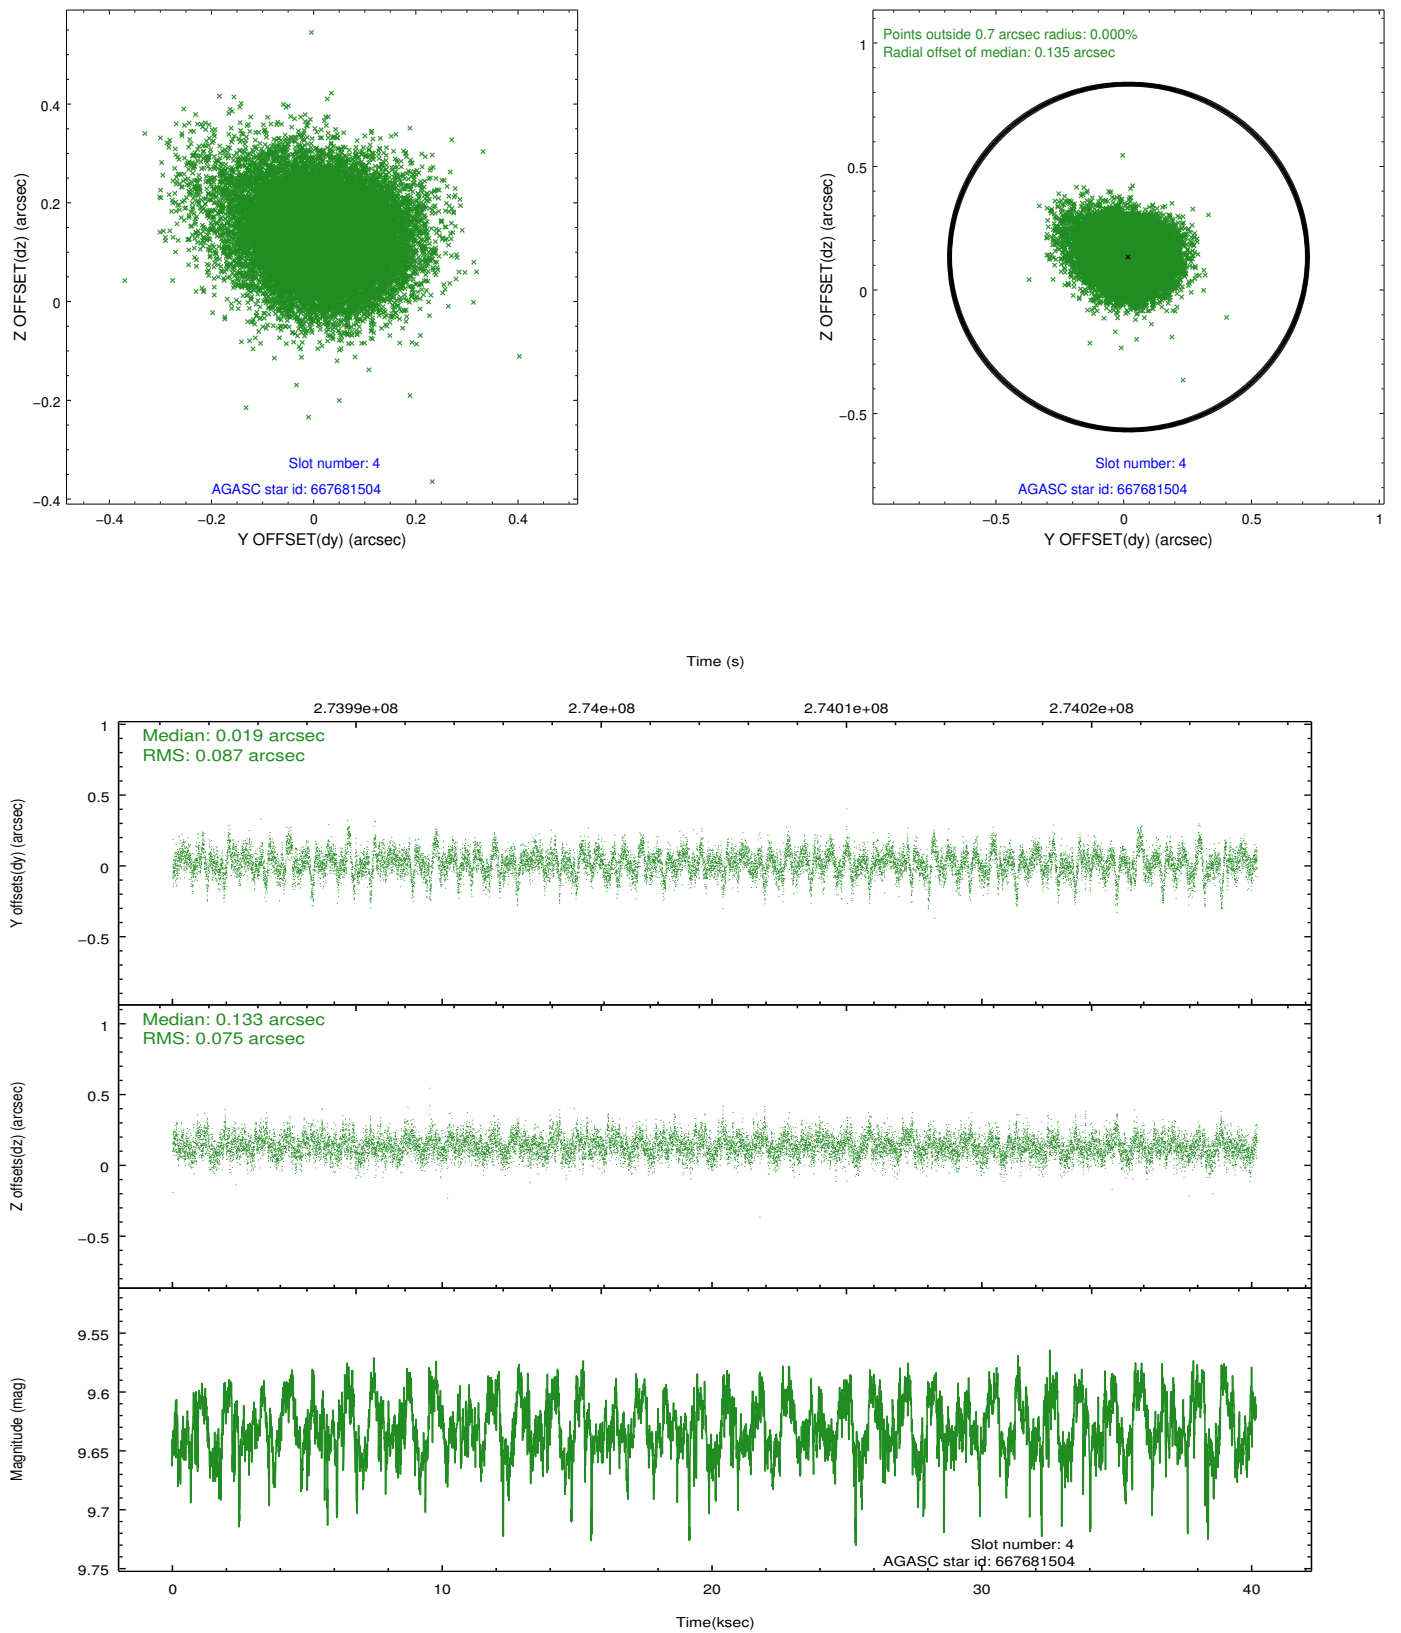 Z OFFSET(dz) (arcsec)
0.4
0.2
0
−0.2
−0.4
Slot number: 4
AGASC star id: 667681504
−0.4
−0.2
0
0.2
0.4
Y OFFSET(dy) (arcsec)
Points outside 0.7 arcsec radius: 0.000%
Radial offset of median: 0.135 arcsec
Z OFFSET(dz) (arcsec)
1
0.5
0
−0.5
Slot number: 4
AGASC star id: 667681504
−0.5
0
0.5
1
Y OFFSET(dy) (arcsec)
Time (s)
2.7399e+08
2.74e+08
2.7401e+08
2.7402e+08
Median: 0.019 arcsec
RMS: 0.087 arcsec
Y offsets(dy) (arcsec)
1
0.5
0
−0.5
Median: 0.133 arcsec
RMS: 0.075 arcsec
Z offsets(dz) (arcsec)
1
0.5
0
−0.5
Magnitude (mag)
9.55
9.6
9.65
9.7
9.75
Slot number: 4
AGASC star id: 667681504
0
10
20
30
40
Time(ksec)